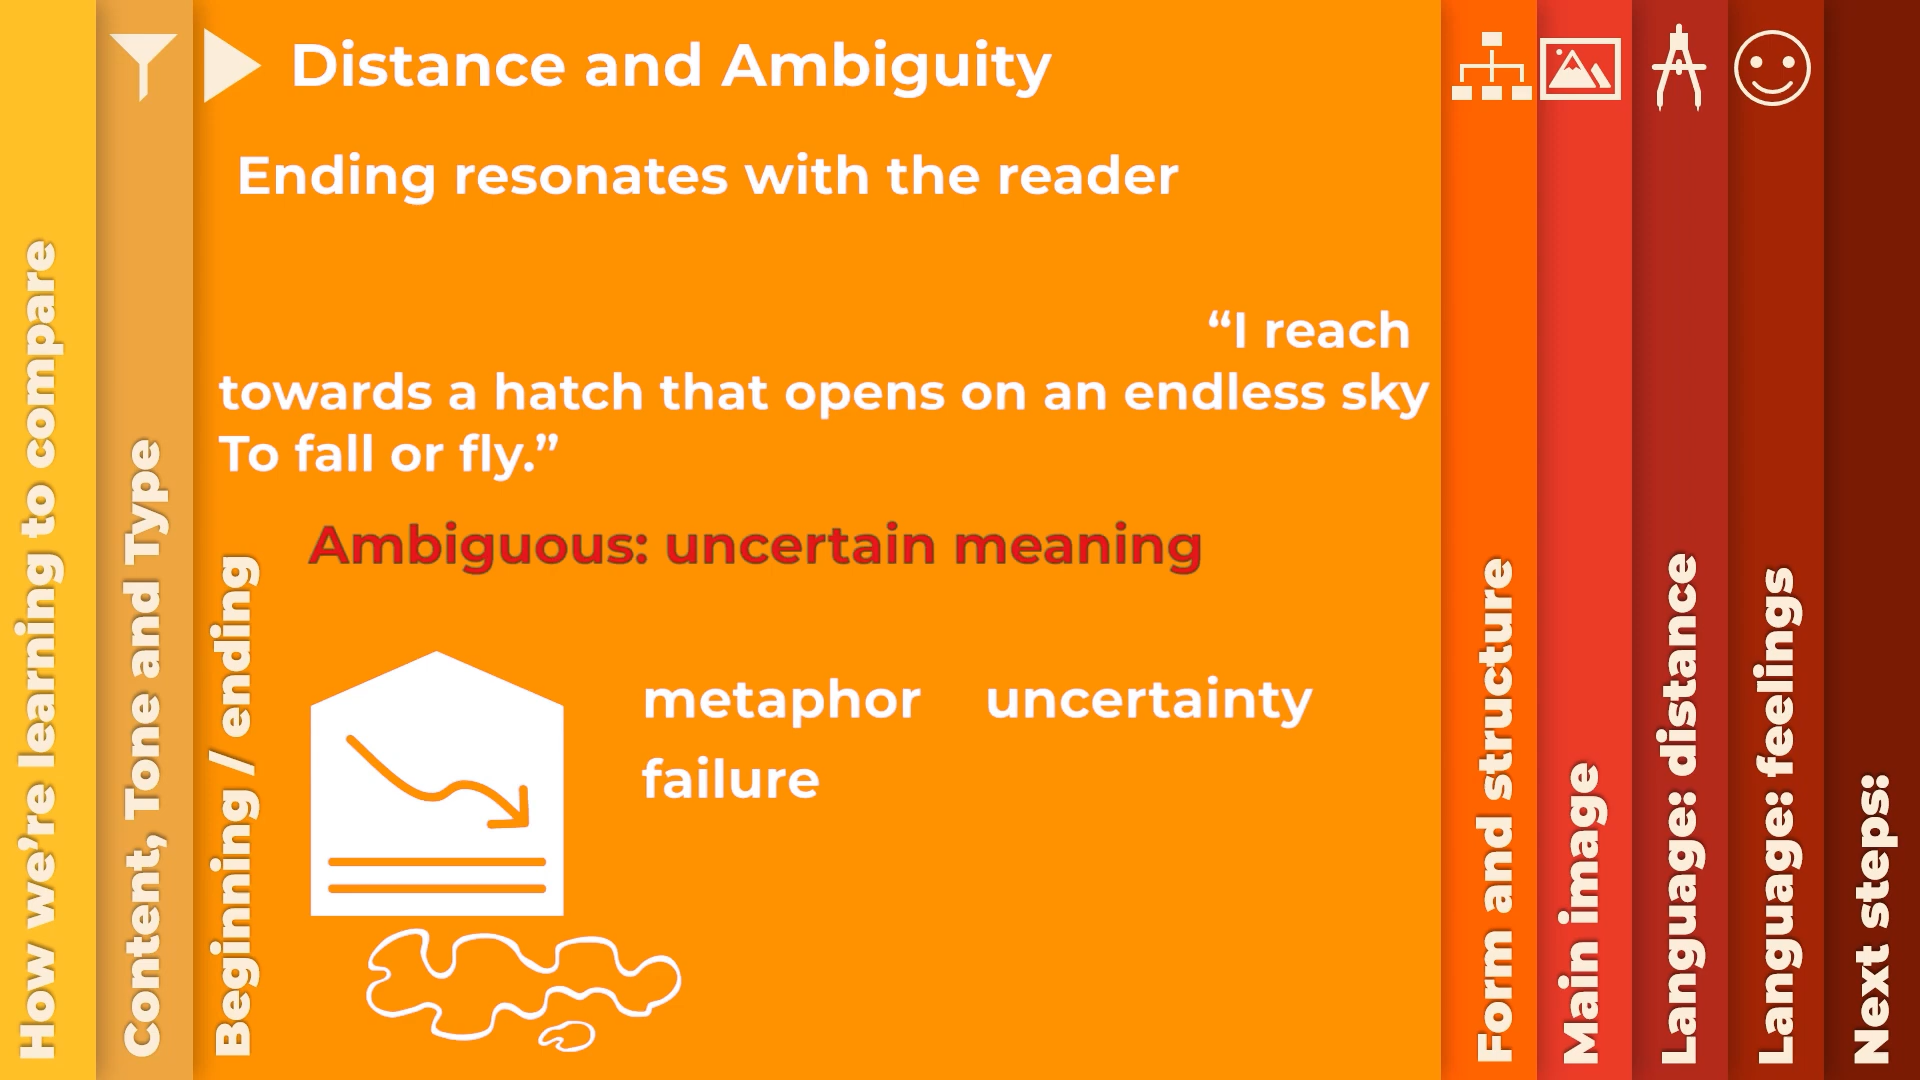 How we're learning to compare
Content, Tone and Type
Beginning / ending
Distance and Ambiguity
Ending resonates with the reader
“I reach
towards a hatch that opens on an endless sky
To fall or fly.”
Ambiguous: uncertain meaning
metaphor uncertainty
failure
Form and structure
Main image
Language: distance
Language: feelings
Next steps: